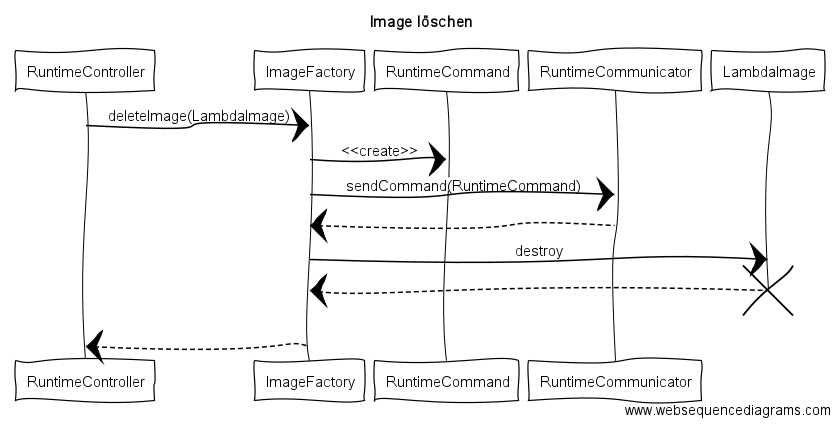 Image löschen
RuntimeController ImageFactory RuntimeCommand RuntimeCommunicator LambdaImage
deleteImage(LambdaImage)
<<create>>
sendCommand(RuntimeCommand)
destroy
RuntimeController ImageFactory RuntimeCommand RuntimeCommunicator
www.websequencediagrams.com